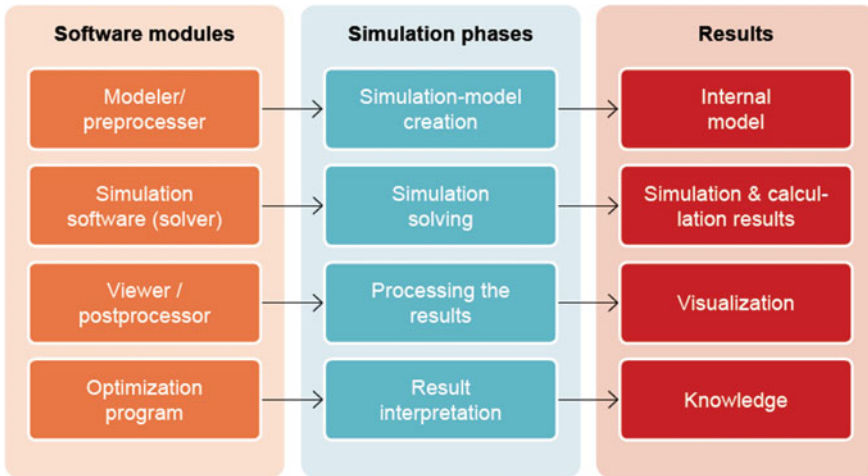 Software modules
Simulation phases
Results
Modeler/
preprocesser
Simulation-model
creation
Internal
model
Simulation
software (solver)
Simulation
solving
Simulation & calcul-
lation results
Viewer /
postprocessor
Processing the
results
Visualization
Optimization
program
Result
interpretation
Knowledge